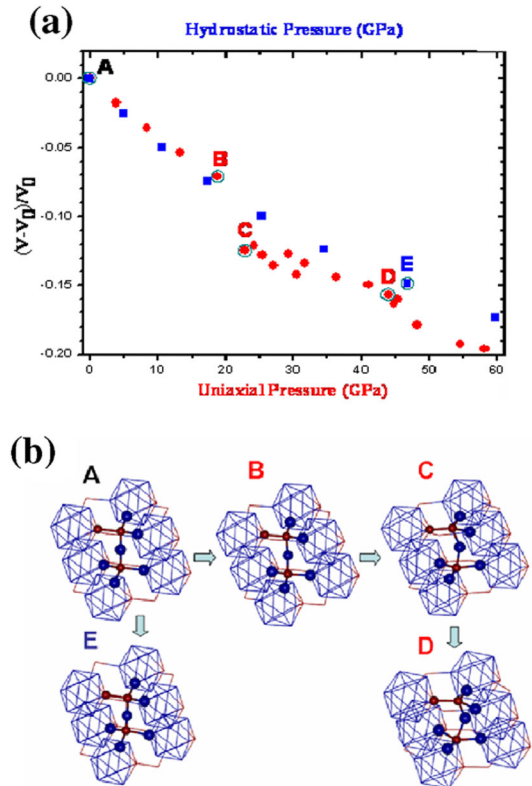 (a)
Hydrostatic Pressure (GPa)
A
0.00
-0.05
B
(V-V₀)/V₀
-0.10
C
E
D
-0.15
-0.20
0 10 20 30 40 50 60
Uniaxial Pressure (GPa)
(b)
A B C
E D